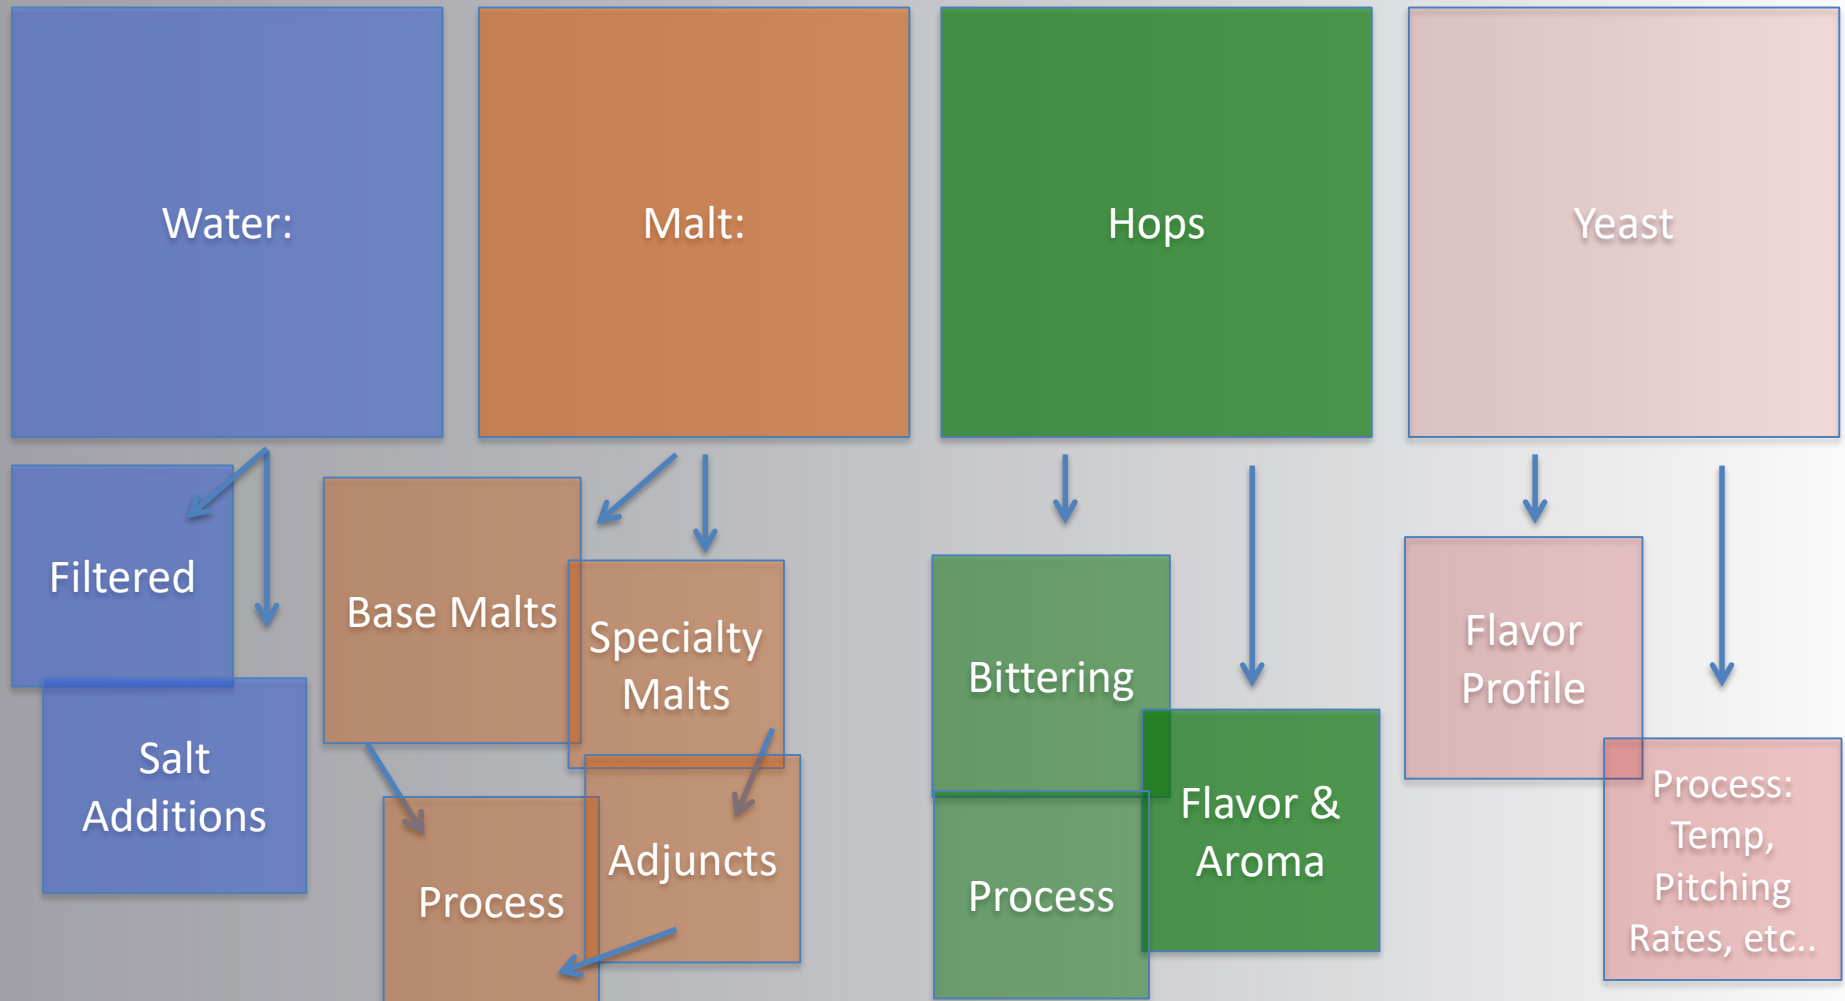 Water:
Malt:
Hops
Yeast
Filtered
Salt
Additions
Base Malts
Specialty
Malts
Process
Adjuncts
Bittering
Process
Flavor &
Aroma
Flavor
Profile
Process:
Temp,
Pitching
Rates, etc..